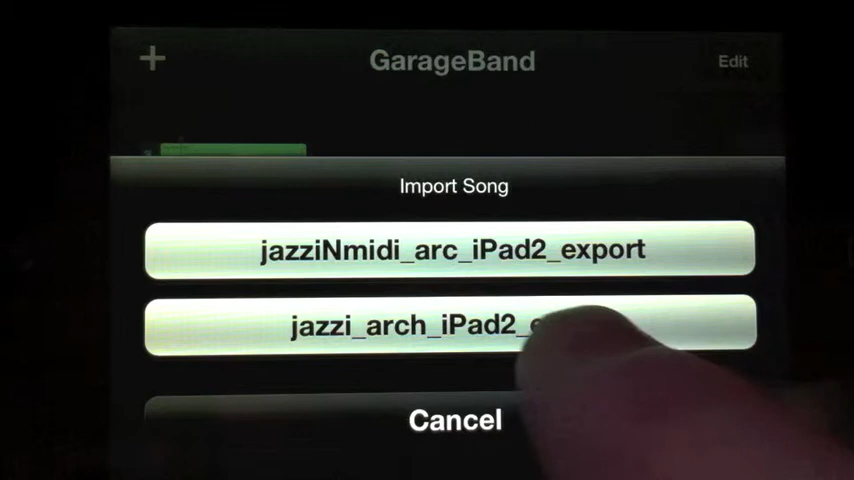 + GarageBand Edit
Import Song
jazziNmidi_arc_iPad2_export
jazzi_arch_iPad2_
Cancel